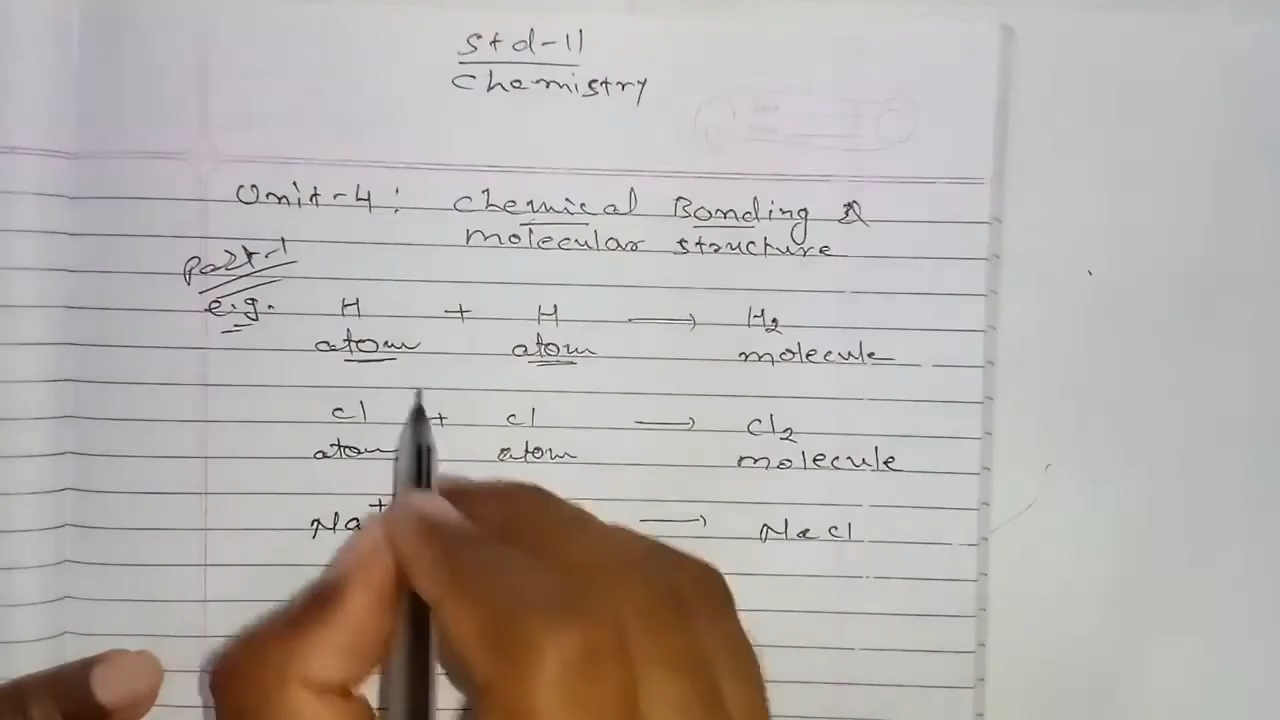 Std-11
Chemistry
Unit-4: Chemical Bonding &
molecular structure
Part-1
e.g. H + H ⟶ H₂
atom atom molecule
Cl + Cl ⟶ Cl₂
atom atom molecule
Na⁺ ⟶ NaCl